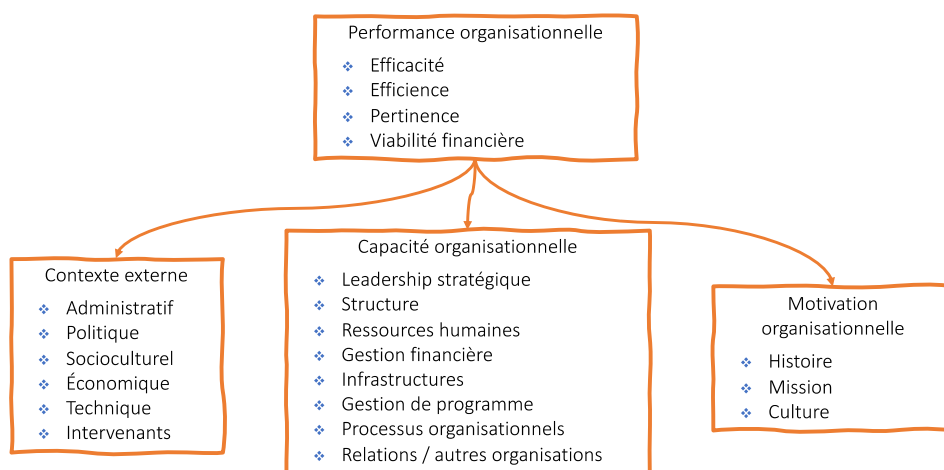 Performance organisationnelle
Efficacité
Efficience
Pertinence
Viabilité financière
Contexte externe
Administratif
Politique
Socioculturel
Économique
Technique
Intervenants
Capacité organisationnelle
Leadership stratégique
Structure
Ressources humaines
Gestion financière
Infrastructures
Gestion de programme
Processus organisationnels
Relations / autres organisations
Motivation
organisationnelle
Histoire
Mission
Culture